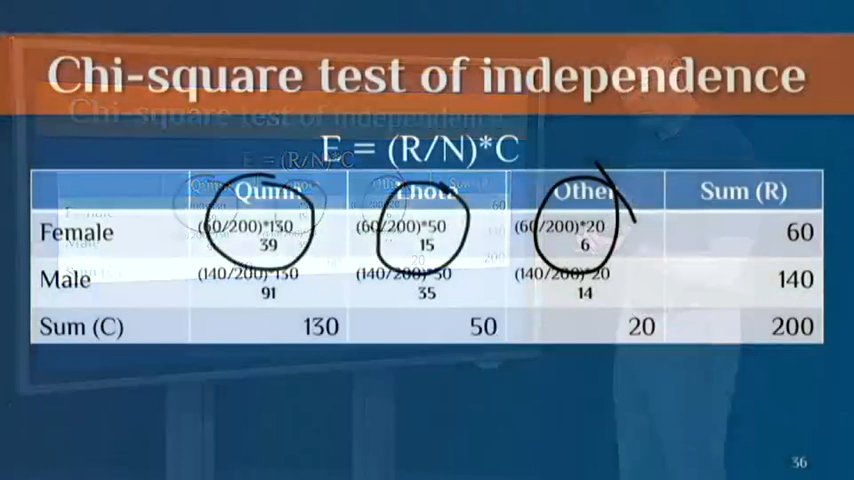 Chi-square test of independence
E = (R/N)*C
Other Sum (R)
Female (60/200)*130 (60/200)*50 (60/200)*20 60
39 15 6
Male (140/200)*130 (140/200)*50 (140/200)*20 140
91 35 14
Sum (C) 130 50 20 200
36